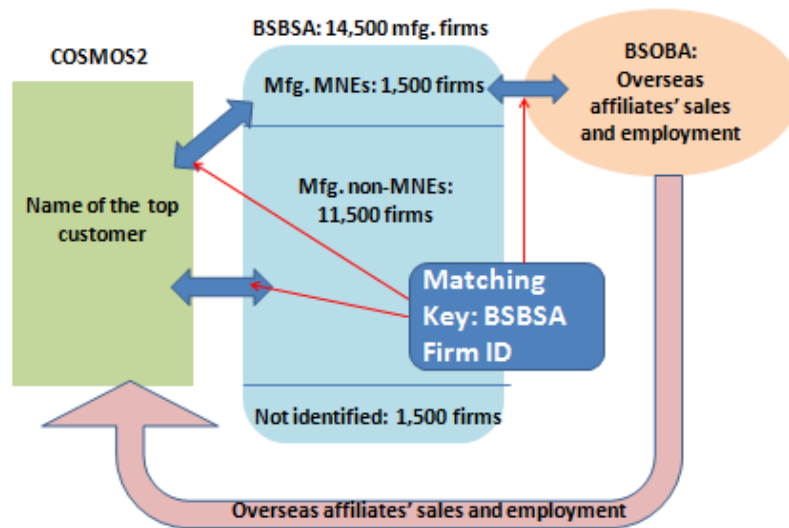 BSBSA: 14,500 mfg. firms
COSMOS2
Mfg. MNEs: 1,500 firms
BSOBA:
Overseas
affiliates' sales
and employment
Name of the top
customer
Mfg. non-MNEs:
11,500 firms
Matching
Key: BSBSA
Firm ID
Not identified: 1,500 firms
Overseas affiliates' sales and employment